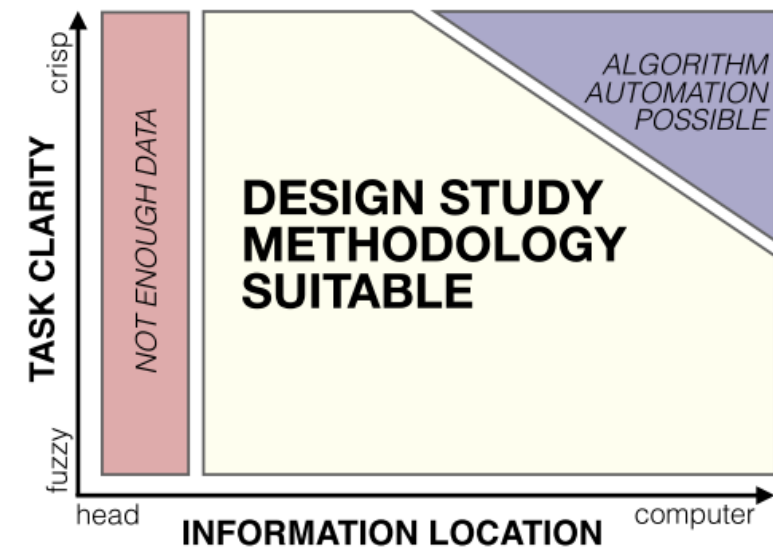 crisp
TASK CLARITY
fuzzy
NOT ENOUGH DATA
DESIGN STUDY
METHODOLOGY
SUITABLE
ALGORITHM
AUTOMATION
POSSIBLE
head
computer
INFORMATION LOCATION